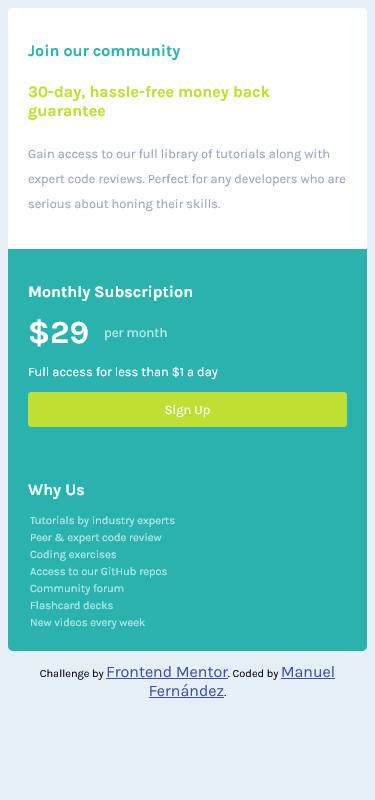 Join our community
30-day, hassle-free money back
guarantee
Gain access to our full library of tutorials along with
expert code reviews. Perfect for any developers who are
serious about honing their skills.
Monthly Subscription
$29 per month
Full access for less than $1 a day
Sign Up
Why Us
Tutorials by industry experts
Peer & expert code review
Coding exercises
Access to our GitHub repos
Community forum
Flashcard decks
New videos every week
Challenge by Frontend Mentor. Coded by Manuel
Fernández.